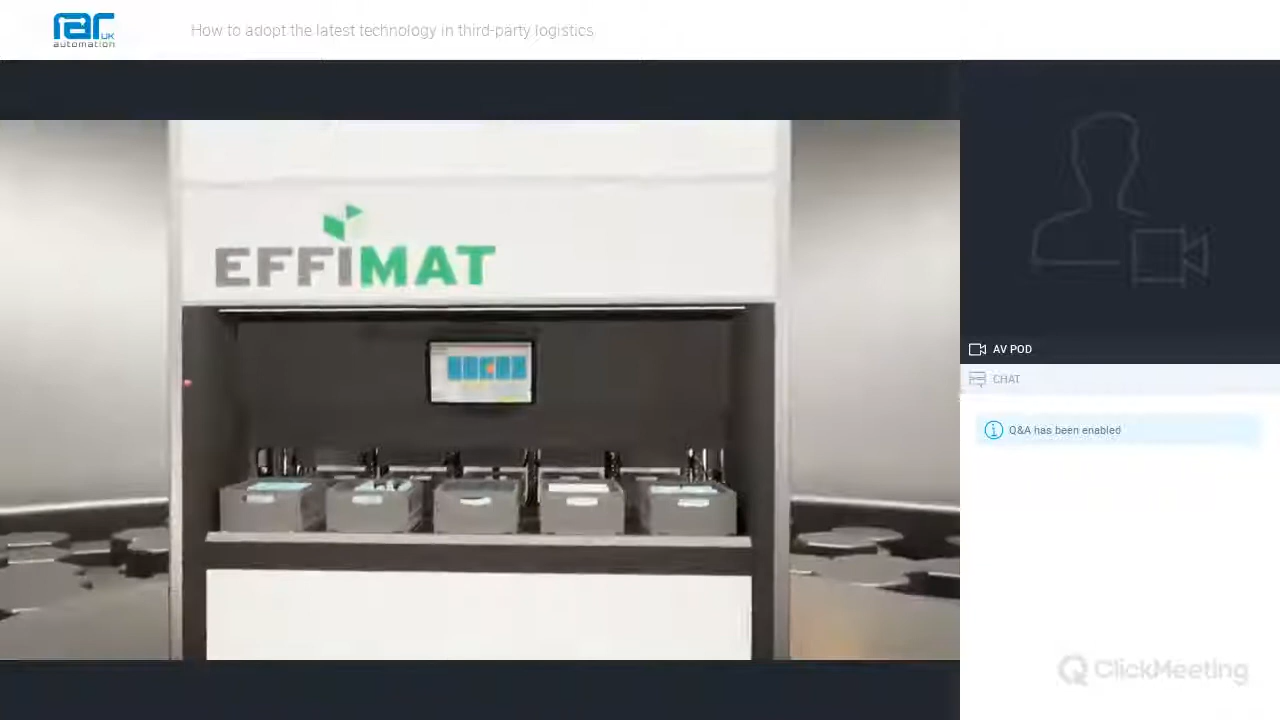 rar UK
automation
How to adopt the latest technology in third-party logistics
EFFIMAT
AV POD
CHAT
Q&A has been enabled
ClickMeeting